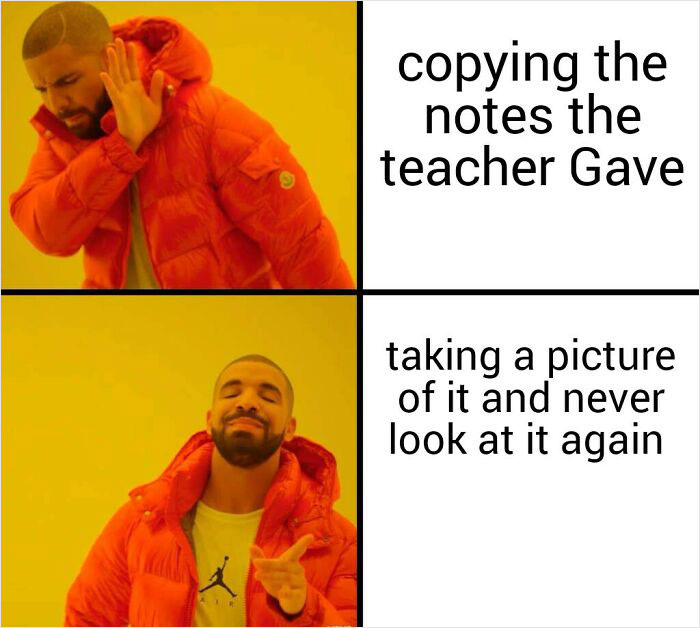 copying the
notes the
teacher Gave
taking a picture
of it and never
look at it again
A I R